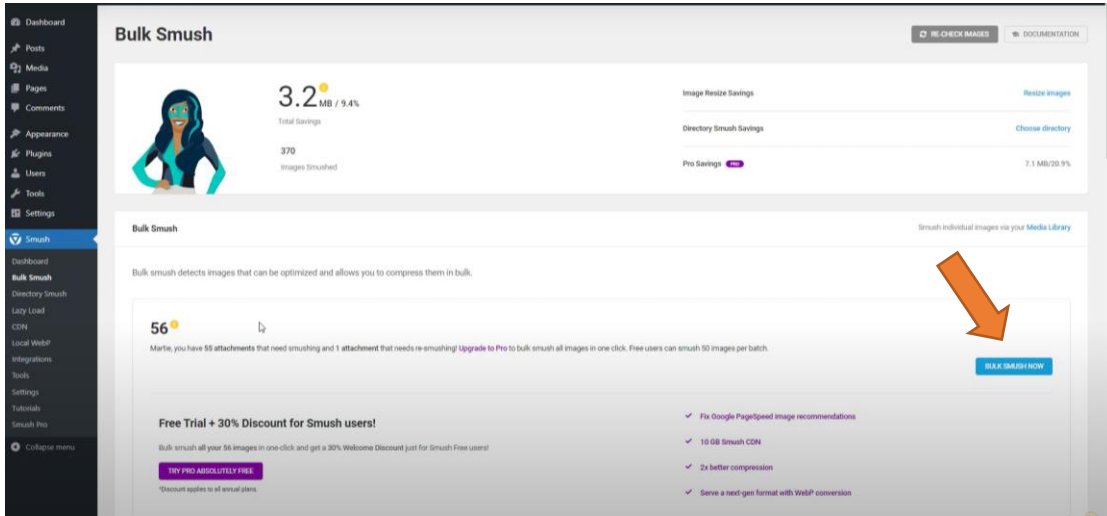 Dashboard
Posts
Media
Pages
Comments
Appearance
Plugins
Users
Tools
Settings
Smush
Dashboard
Bulk Smush
Directory Smush
Lazy Load
CDN
Local WebP
Integrations
Tools
Settings
Tutorials
Smush Pro
Collapse menu
Bulk Smush
RE-CHECK IMAGES
DOCUMENTATION
3.2 MB / 9.4%
Total Savings
370
Images Smushed
Image Resize Savings
Resize images
Directory Smush Savings
Choose directory
Pro Savings PRO
7.1 MB/20.9%
Bulk Smush
Smush individual images via your Media Library
Bulk smush detects images that can be optimized and allows you to compress them in bulk.
56
Martie, you have 55 attachments that need smushing and 1 attachment that needs re-smushing! Upgrade to Pro to bulk smush all images in one click. Free users can smush 50 images per batch.
BULK SMUSH NOW
Free Trial + 30% Discount for Smush users!
Bulk smush all your 56 images in one click and get a 30% Welcome Discount just for Smush Free users!
TRY PRO ABSOLUTELY FREE
*Discount applies to all annual plans.
Fix Google PageSpeed image recommendations
10 GB Smush CDN
2x better compression
Serve a next-gen format with WebP conversion